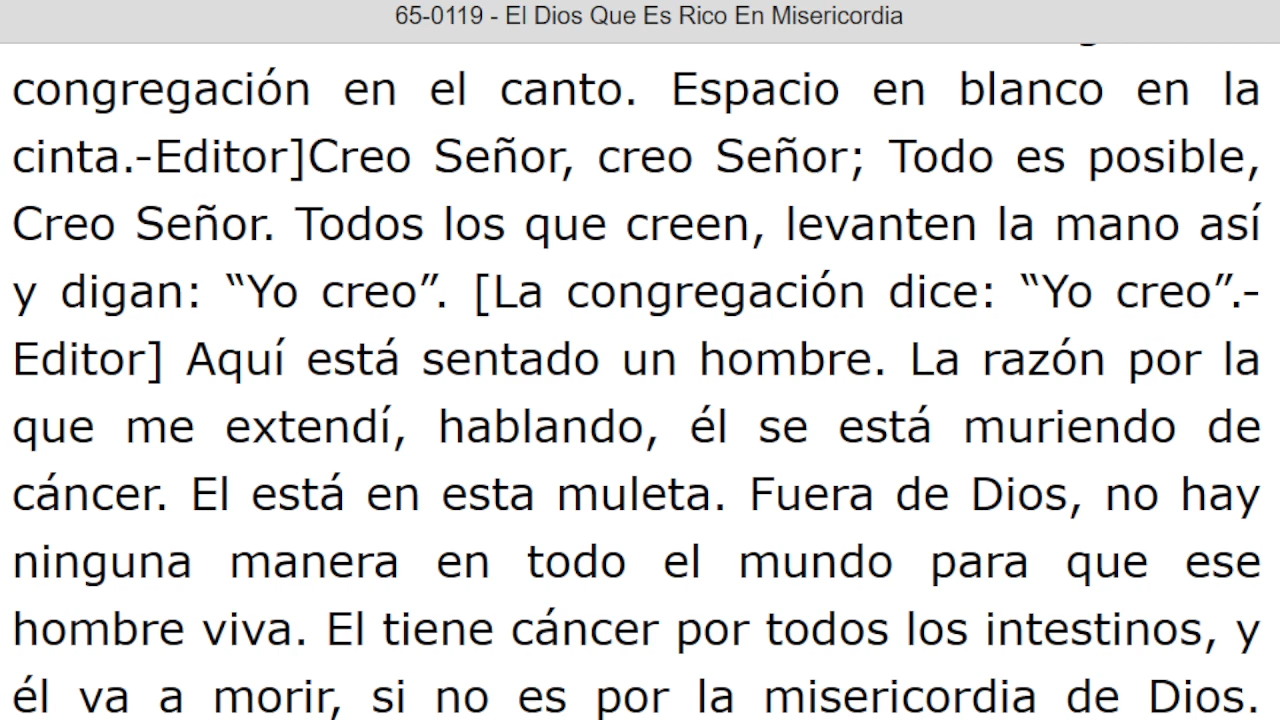 65-0119 - El Dios Que Es Rico En Misericordia
congregación en el canto. Espacio en blanco en la
cinta.-Editor]Creo Señor, creo Señor; Todo es posible,
Creo Señor. Todos los que creen, levanten la mano así
y digan: “Yo creo”. [La congregación dice: “Yo creo”.-
Editor] Aquí está sentado un hombre. La razón por la
que me extendí, hablando, él se está muriendo de
cáncer. El está en esta muleta. Fuera de Dios, no hay
ninguna manera en todo el mundo para que ese
hombre viva. El tiene cáncer por todos los intestinos, y
él va a morir, si no es por la misericordia de Dios.